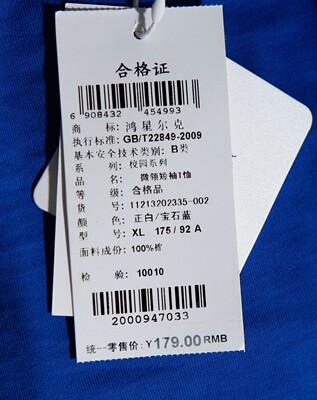 合格证
6 908432 454993
商标: 鸿星尔克
执行标准: GB/T22849-2009
基本安全技术类别: B类
系列: 校园系列
品名: 微领短袖T恤
等级: 合格品
货号: 11213202335-002
颜色: 正白/宝石蓝
型号: XL 175/92A
面料成份: 100%棉
检验: 10010
2000947033
统一零售价: ¥179.00RMB